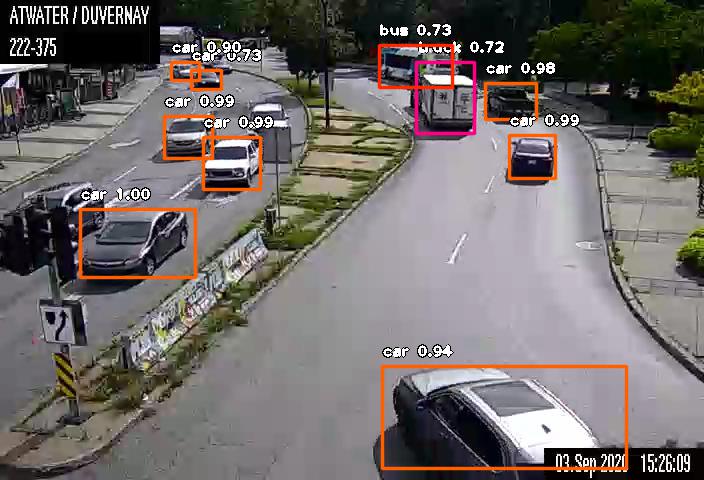 ATWATER / DUVERNAY
222-375
bus 0.73
truck 0.72
car 0.90
car 0.73
car 0.98
car 0.99
car 0.99
car 0.99
car 1.00
car 0.94
03.Sep 2020 15:26:09